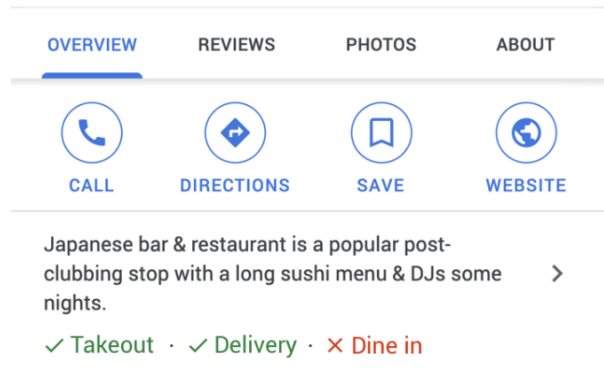 OVERVIEW REVIEWS PHOTOS ABOUT
CALL DIRECTIONS SAVE WEBSITE
Japanese bar & restaurant is a popular post-
clubbing stop with a long sushi menu & DJs some
nights.
✓ Takeout · ✓ Delivery · ✕ Dine in